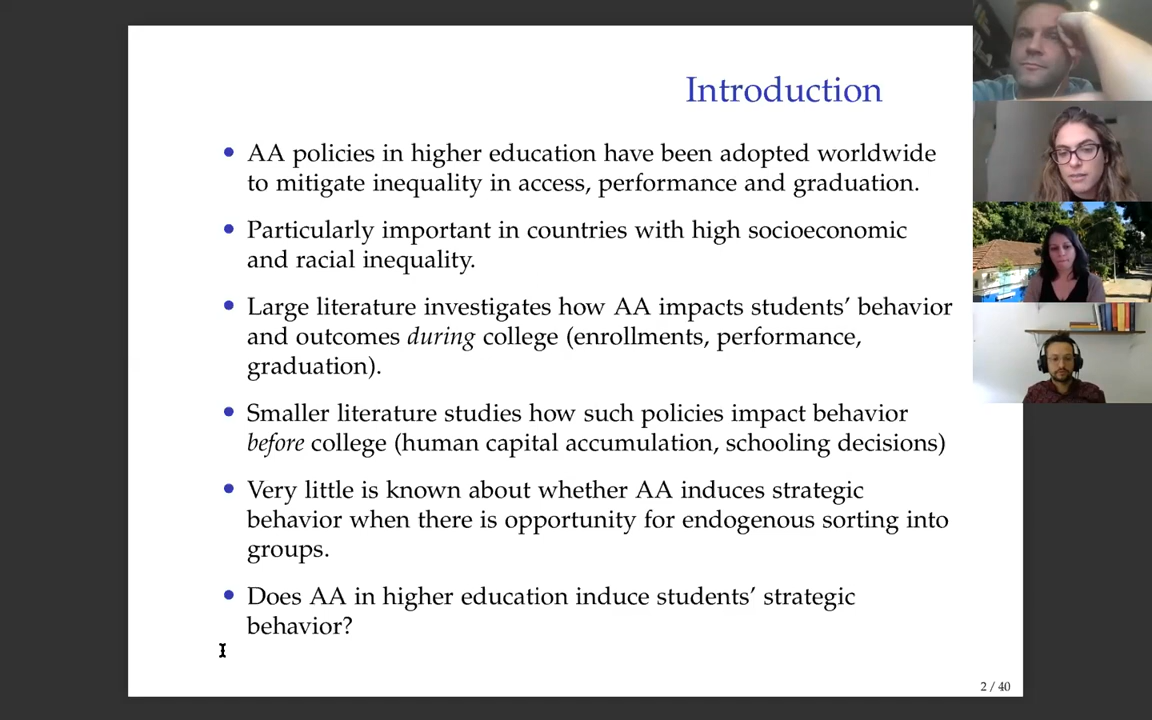 Introduction
• AA policies in higher education have been adopted worldwide
to mitigate inequality in access, performance and graduation.
• Particularly important in countries with high socioeconomic
and racial inequality.
• Large literature investigates how AA impacts students’ behavior
and outcomes during college (enrollments, performance,
graduation).
• Smaller literature studies how such policies impact behavior
before college (human capital accumulation, schooling decisions)
• Very little is known about whether AA induces strategic
behavior when there is opportunity for endogenous sorting into
groups.
• Does AA in higher education induce students’ strategic
behavior?
2 / 40